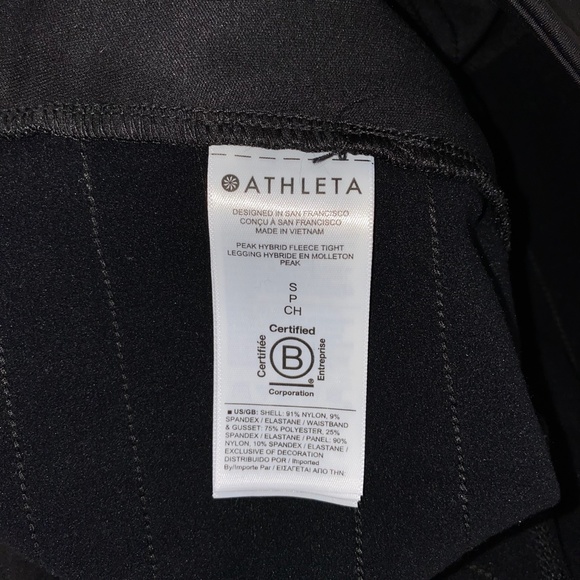 ATHLETA
DESIGNED IN SAN FRANCISCO
CONÇU À SAN FRANCISCO
MADE IN VIETNAM
PEAK HYBRID FLEECE TIGHT
LEGGING HYBRIDE EN MOLLETON
PEAK
S
P
CH
Certified
Certifiée
B
Entreprise
®
Corporation
■ US/GB: SHELL: 91% NYLON, 9%
SPANDEX / ELASTANE / WAISTBAND
& GUSSET: 75% POLYESTER, 25%
SPANDEX / ELASTANE / PANEL: 90%
NYLON, 10% SPANDEX / ELASTANE /
EXCLUSIVE OF DECORATION
DISTRIBUIDO POR / Imported
By/Importe Par / ΕΙΣΑΓΕΤΑΙ ΑΠΟ ΤΗΝ: